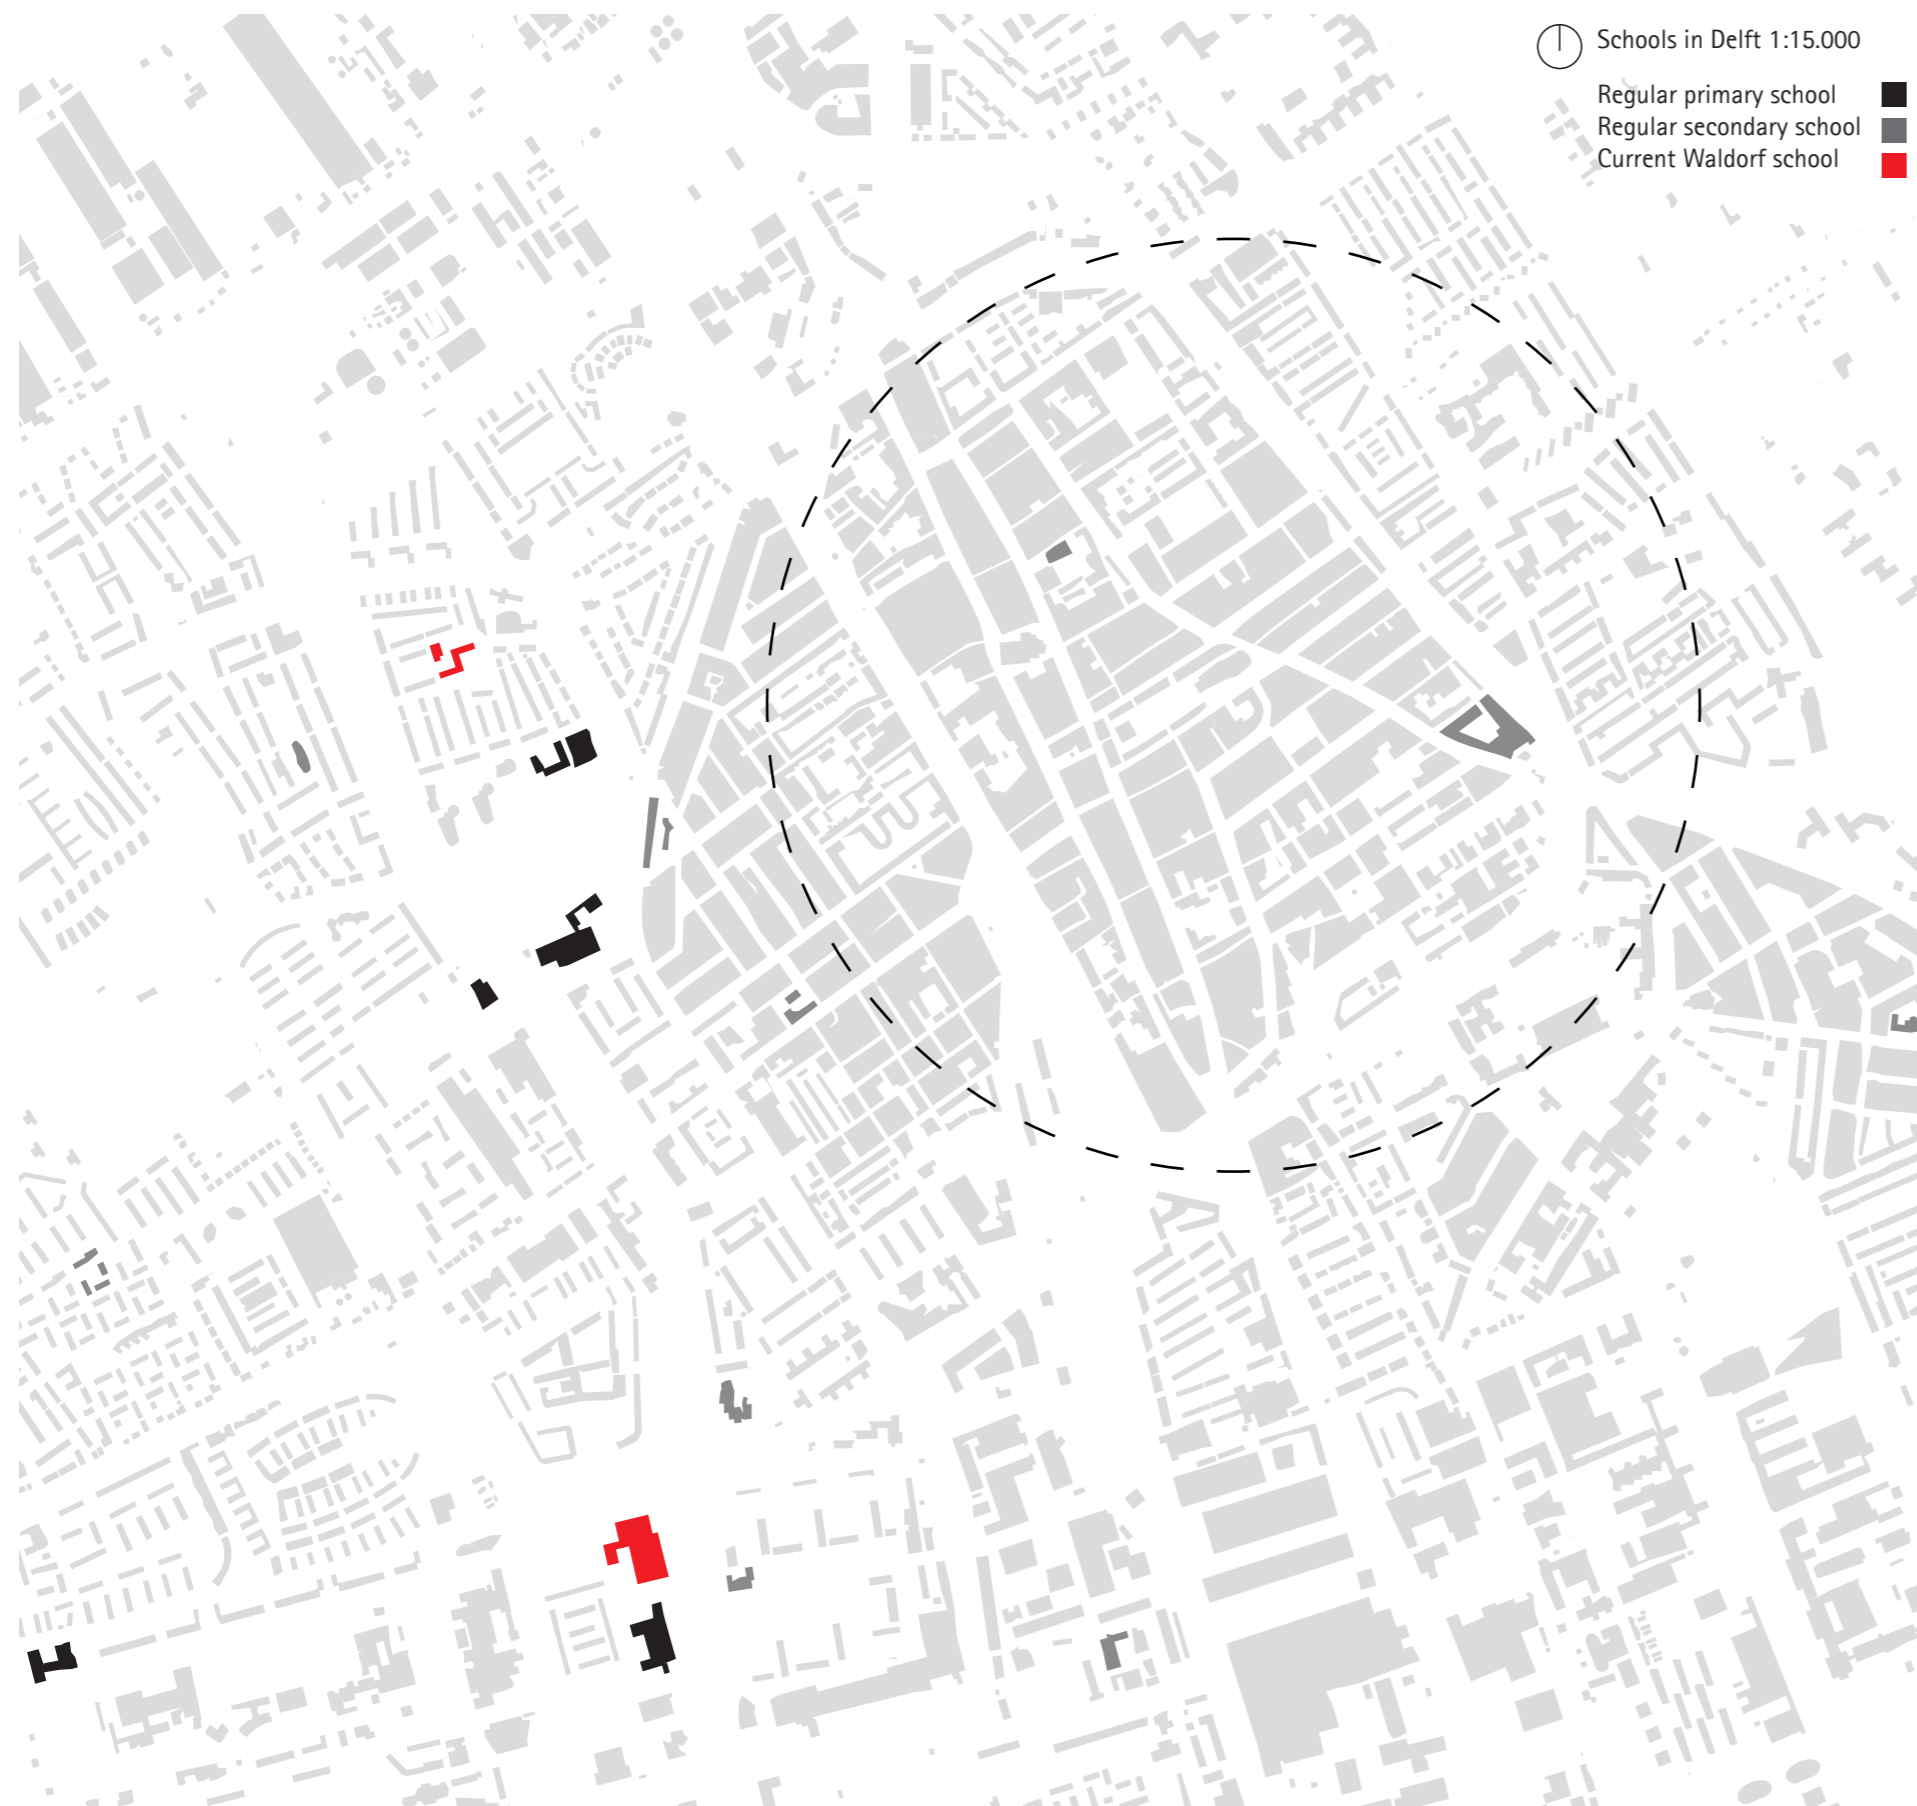 Schools in Delft 1:15.000
Regular primary school
Regular secondary school
Current Waldorf school